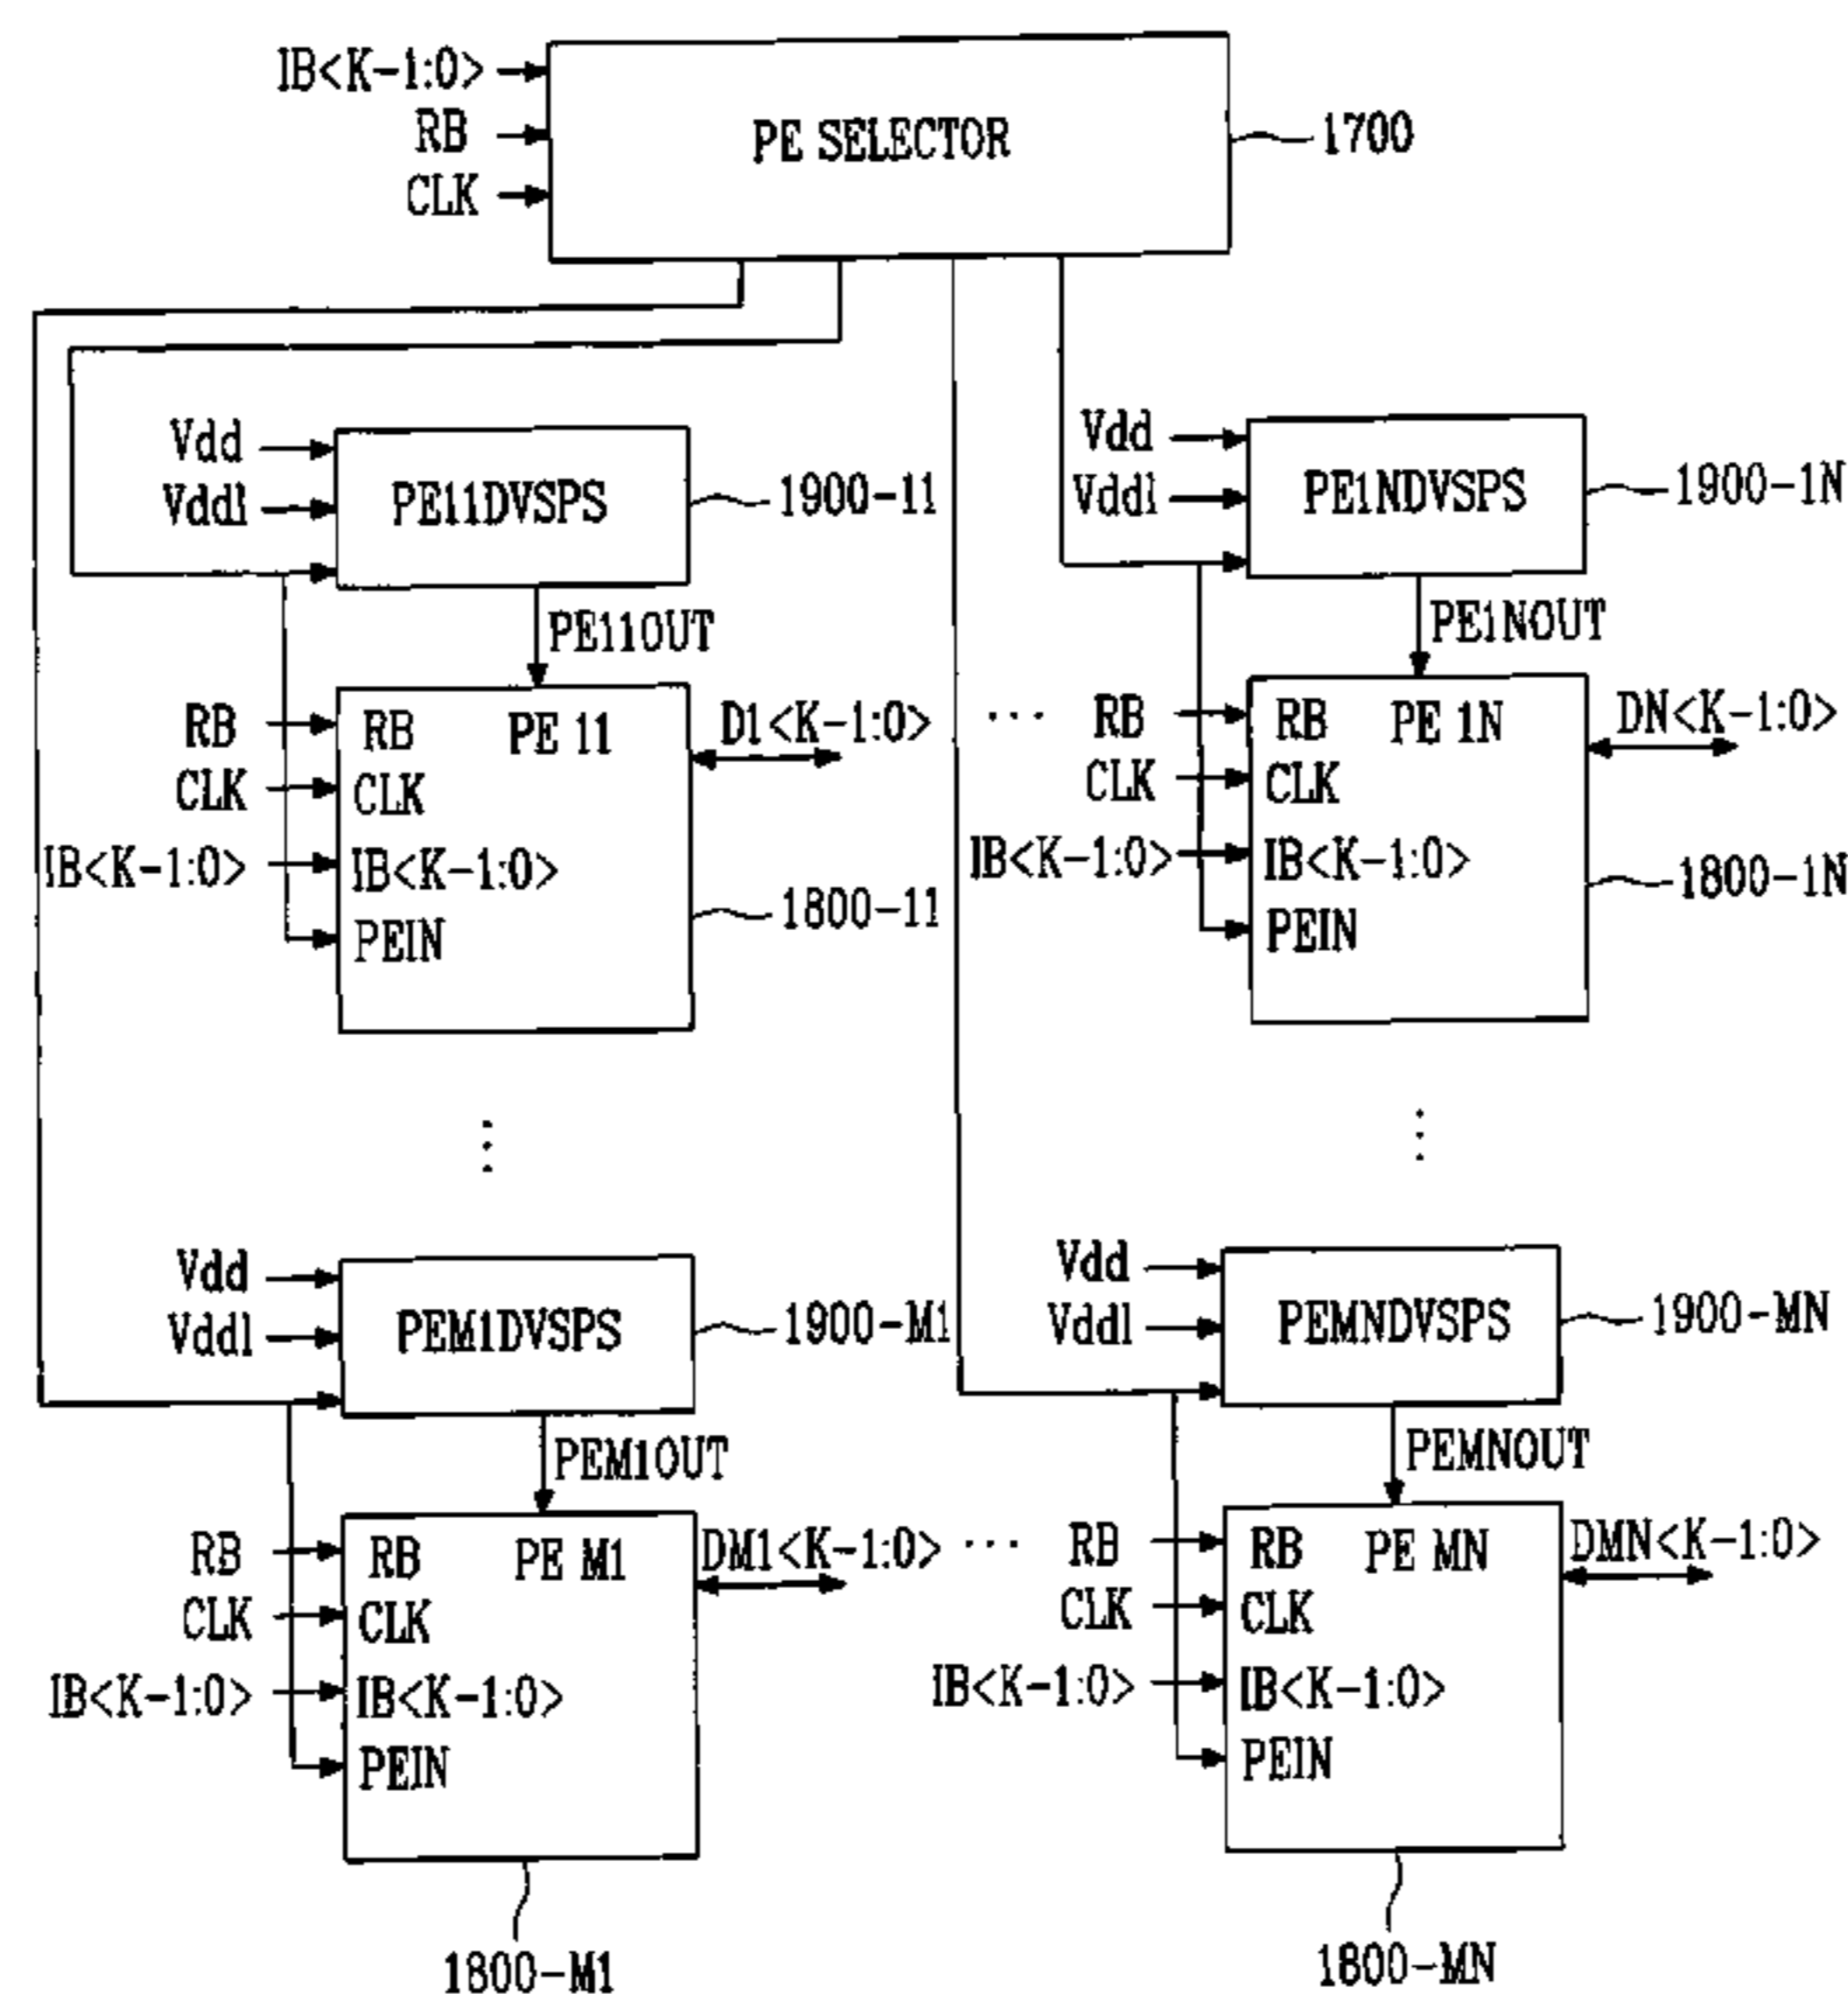 IB<K-1:0>
RB
CLK
PE SELECTOR
1700
Vdd
Vddl
PE11DVSPS
1900-11
PE11OUT
RB
CLK
IB<K-1:0>
RB
PE 11
CLK
IB<K-1:0>
PEIN
D1<K-1:0>
1800-11
...
Vdd
Vddl
PE1NDVSPS
1900-1N
PE1NOUT
RB
CLK
IB<K-1:0>
RB
PE 1N
CLK
IB<K-1:0>
PEIN
DN<K-1:0>
1800-1N
Vdd
Vddl
PEM1DVSPS
1900-M1
PEM1OUT
RB
CLK
IB<K-1:0>
RB
PE M1
CLK
IB<K-1:0>
PEIN
DM1<K-1:0>
1800-M1
...
Vdd
Vddl
PEMNDVSPS
1900-MN
PEMNOUT
RB
CLK
IB<K-1:0>
RB
PE MN
CLK
IB<K-1:0>
PEIN
DMN<K-1:0>
1800-MN